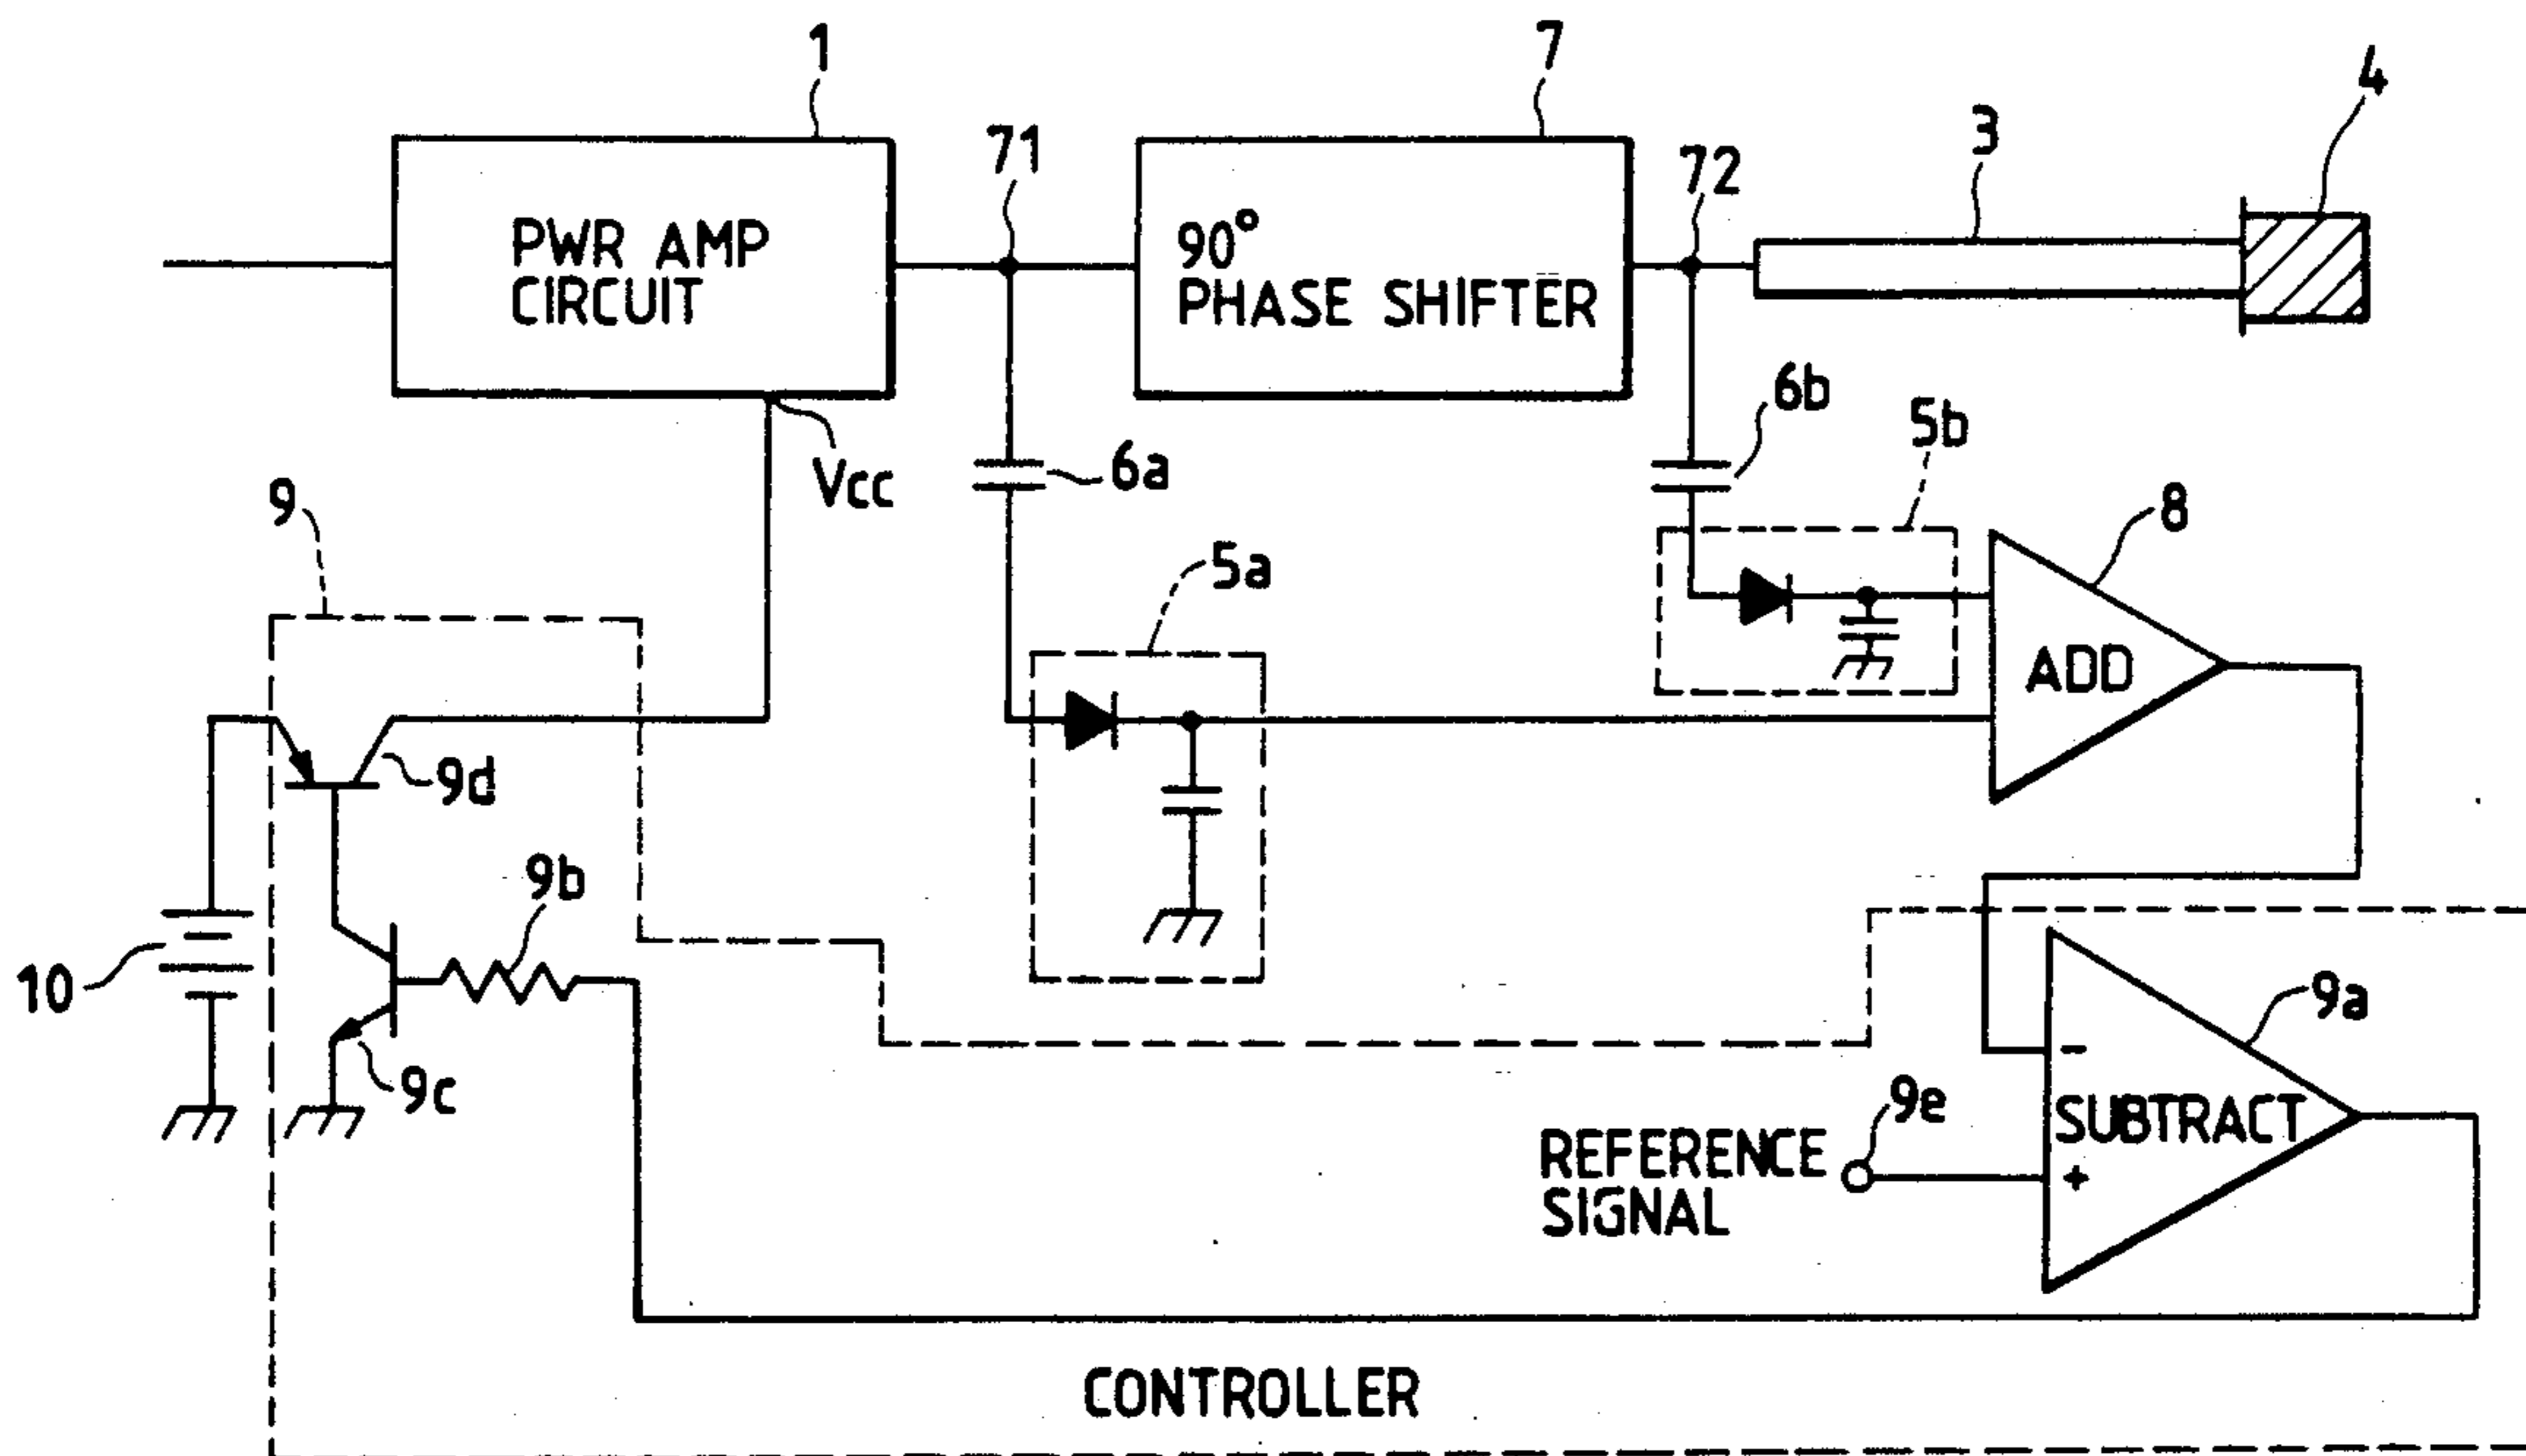 1
7
4
71
3
72
PWR AMP
CIRCUIT
90°
PHASE SHIFTER
6b
5b
Vcc
6a
9
8
5a
ADD
9d
9b
10
9a
9c
9e
-
SUBTRACT
REFERENCE
SIGNAL
+
CONTROLLER